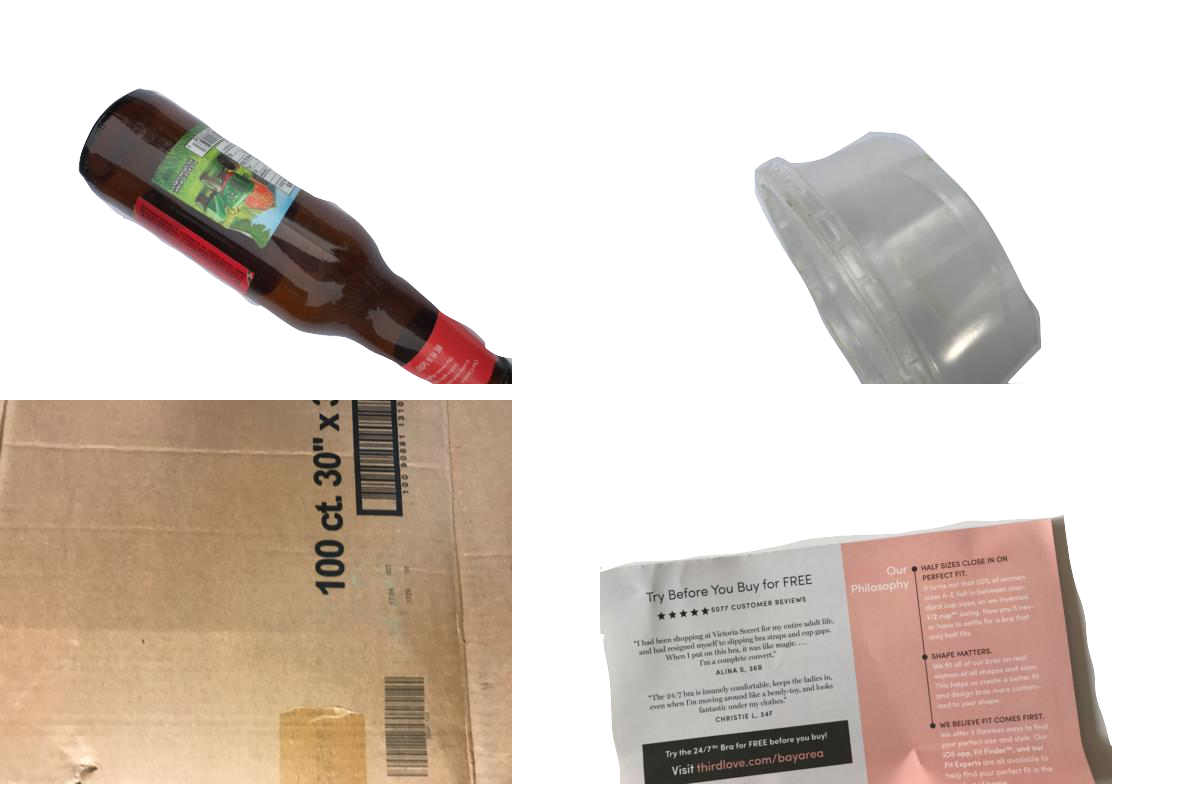 100 ct. 30" x
100 90891 1310
Try Before You Buy for FREE
★★★★★ 5077 CUSTOMER REVIEWS
"I had been shopping at Victoria Secret for my entire adult life,
and had resigned myself to slipping bra straps and cup gaps.
When I put on this bra, it was like magic. . . .
I'm a complete convert."
ALINA S, 36B
"The 24/7 bra is insanely comfortable, keeps the ladies in,
even when I'm moving around like a bendy-toy, and looks
fantastic under my clothes."
CHRISTIE L, 34F
Try the 24/7™ Bra for FREE before you buy!
Visit thirdlove.com/bayarea
Our
Philosophy
HALF SIZES CLOSE IN ON
PERFECT FIT.
It turns out that 50% of women
sizes A-E fall in between stan-
dard cup sizes, so we invented
1/2 cup™ sizing. Now you'll nev-
er have to settle for a bra that
only half fits.
SHAPE MATTERS.
We fit all of our bras on real
women of all shapes and sizes.
This helps us create a better fit
and design bras more custom-
ized to your shape.
WE BELIEVE FIT COMES FIRST.
We offer 3 flawless ways to find
your perfect size and style. Our
iOS app, Fit Finder™, and our
Fit Experts are all available to
help find your perfect fit in the